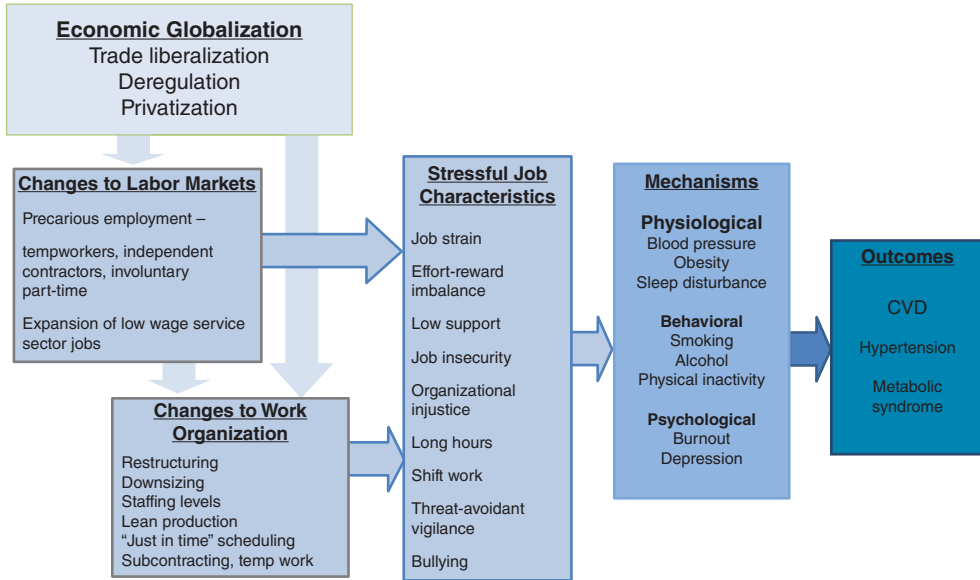 Economic Globalization
Trade liberalization
Deregulation
Privatization
Changes to Labor Markets
Precarious employment –
tempworkers, independent
contractors, involuntary
part-time
Expansion of low wage service
sector jobs
Changes to Work
Organization
Restructuring
Downsizing
Staffing levels
Lean production
“Just in time” scheduling
Subcontracting, temp work
Stressful Job
Characteristics
Job strain
Effort-reward
imbalance
Low support
Job insecurity
Organizational
injustice
Long hours
Shift work
Threat-avoidant
vigilance
Bullying
Mechanisms
Physiological
Blood pressure
Obesity
Sleep disturbance
Behavioral
Smoking
Alcohol
Physical inactivity
Psychological
Burnout
Depression
Outcomes
CVD
Hypertension
Metabolic
syndrome